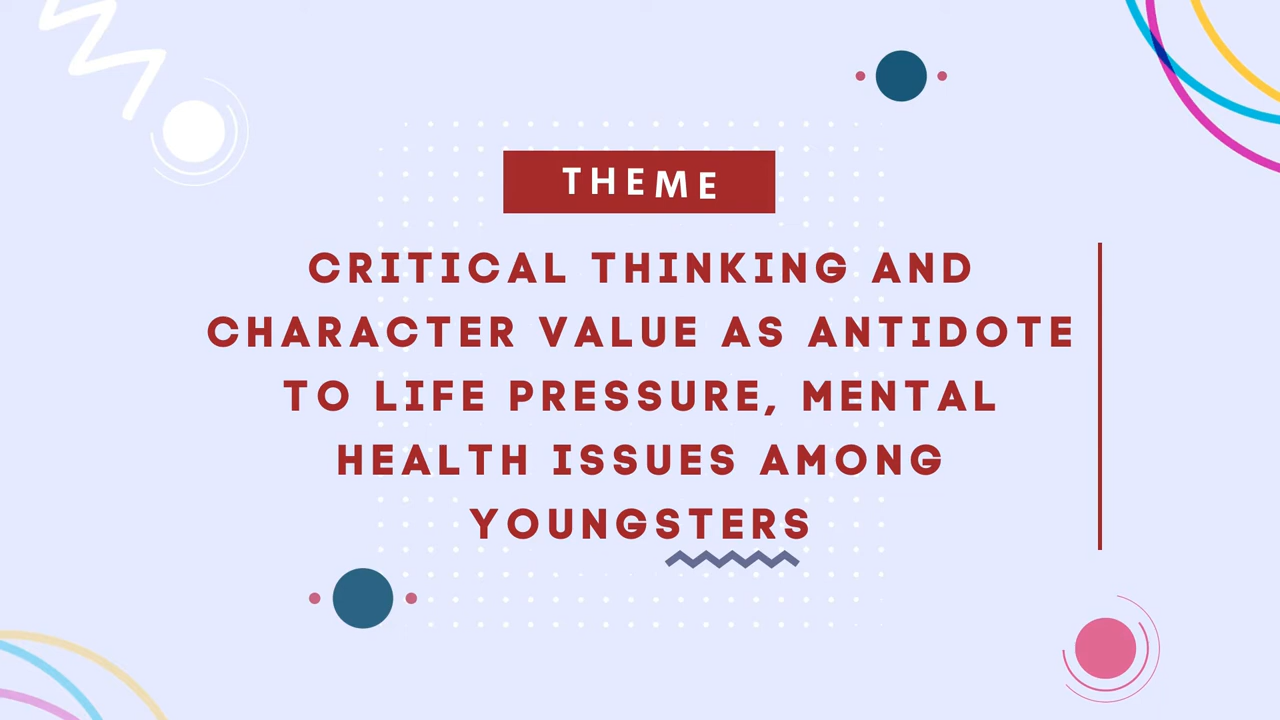 THEME
CRITICAL THINKING AND
CHARACTER VALUE AS ANTIDOTE
TO LIFE PRESSURE, MENTAL
HEALTH ISSUES AMONG
YOUNGSTERS